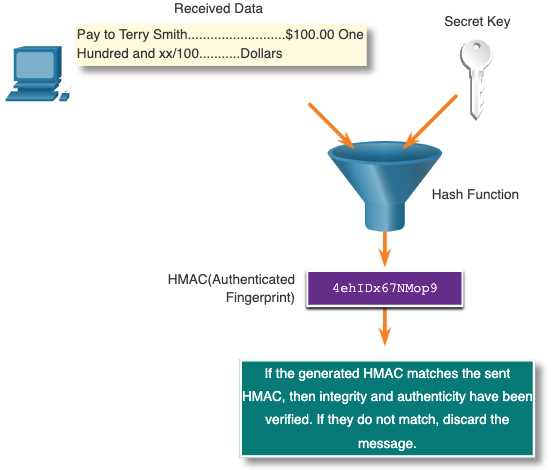 Received Data
Secret Key
Pay to Terry Smith..........................$100.00 One
Hundred and xx/100...........Dollars
Hash Function
HMAC(Authenticated
Fingerprint)
4ehIDx67NMop9
If the generated HMAC matches the sent
HMAC, then integrity and authenticity have been
verified. If they do not match, discard the
message.